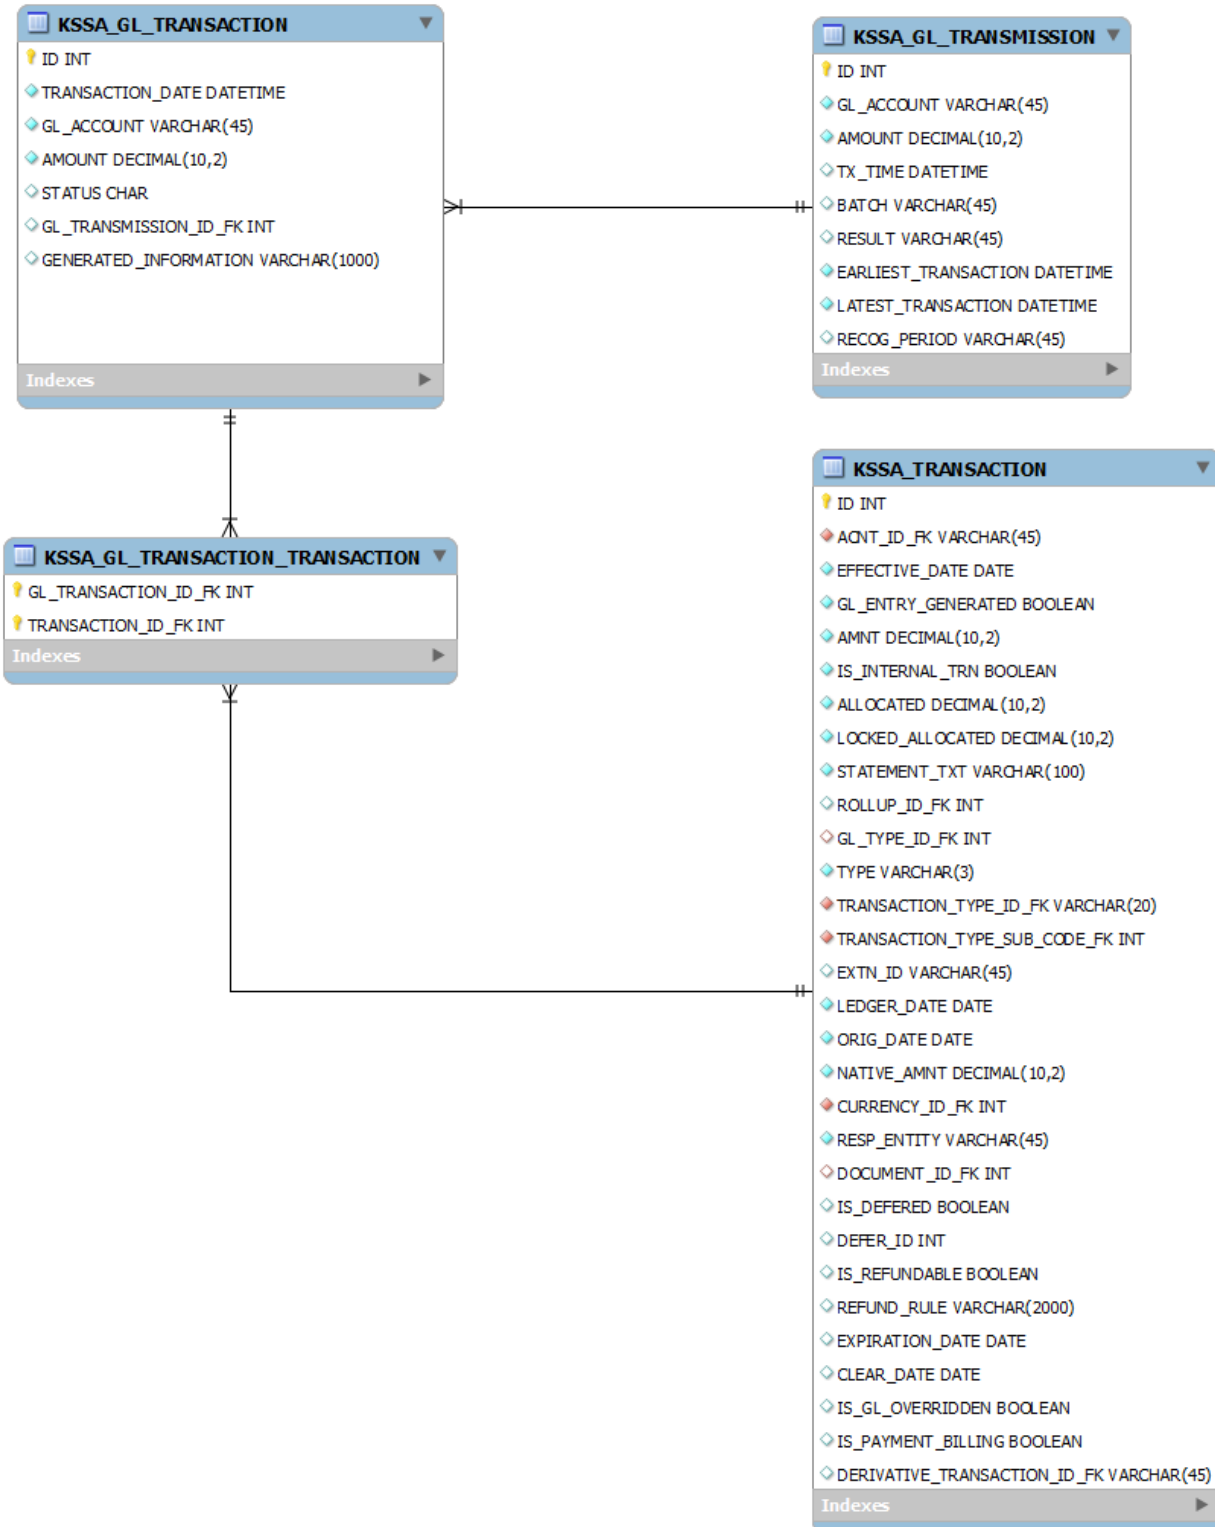 KSSA_GL_TRANSACTION
ID INT
TRANSACTION_DATE DATETIME
GL_ACCOUNT VARCHAR(45)
AMOUNT DECIMAL(10,2)
STATUS CHAR
GL_TRANSMISSION_ID_FK INT
GENERATED_INFORMATION VARCHAR(1000)
Indexes
KSSA_GL_TRANSMISSION
ID INT
GL_ACCOUNT VARCHAR(45)
AMOUNT DECIMAL(10,2)
TX_TIME DATETIME
BATCH VARCHAR(45)
RESULT VARCHAR(45)
EARLIEST_TRANSACTION DATETIME
LATEST_TRANSACTION DATETIME
RECOG_PERIOD VARCHAR(45)
Indexes
KSSA_GL_TRANSACTION_TRANSACTION
GL_TRANSACTION_ID_FK INT
TRANSACTION_ID_FK INT
Indexes
KSSA_TRANSACTION
ID INT
ACNT_ID_FK VARCHAR(45)
EFFECTIVE_DATE DATE
GL_ENTRY_GENERATED BOOLEAN
AMNT DECIMAL(10,2)
IS_INTERNAL_TRN BOOLEAN
ALLOCATED DECIMAL(10,2)
LOCKED_ALLOCATED DECIMAL(10,2)
STATEMENT_TXT VARCHAR(100)
ROLLUP_ID_FK INT
GL_TYPE_ID_FK INT
TYPE VARCHAR(3)
TRANSACTION_TYPE_ID_FK VARCHAR(20)
TRANSACTION_TYPE_SUB_CODE_FK INT
EXTN_ID VARCHAR(45)
LEDGER_DATE DATE
ORIG_DATE DATE
NATIVE_AMNT DECIMAL(10,2)
CURRENCY_ID_FK INT
RESP_ENTITY VARCHAR(45)
DOCUMENT_ID_FK INT
IS_DEFERED BOOLEAN
DEFER_ID INT
IS_REFUNDABLE BOOLEAN
REFUND_RULE VARCHAR(2000)
EXPIRATION_DATE DATE
CLEAR_DATE DATE
IS_GL_OVERRIDDEN BOOLEAN
IS_PAYMENT_BILLING BOOLEAN
DERIVATIVE_TRANSACTION_ID_FK VARCHAR(45)
Indexes